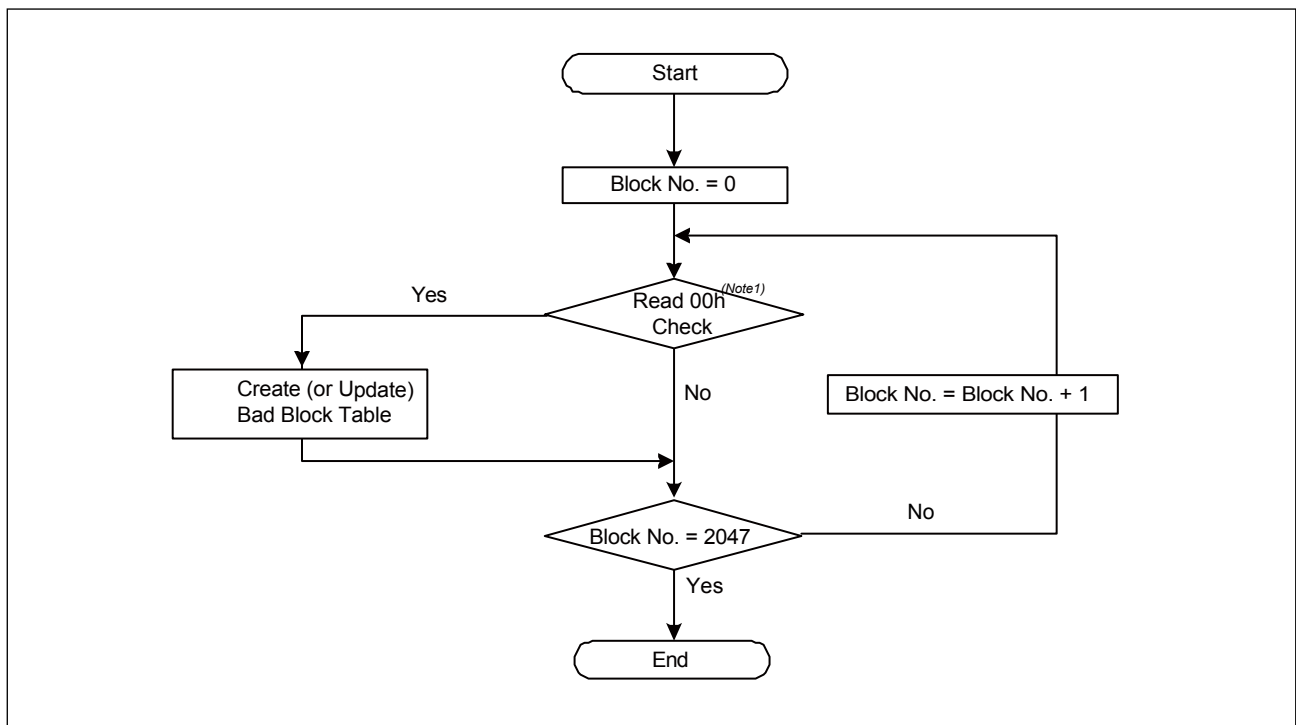 Start
Block No. = 0
Yes
Read 00h (Note1)
Check
Create (or Update)
Bad Block Table
No
Block No. = Block No. + 1
Block No. = 2047
No
Yes
End